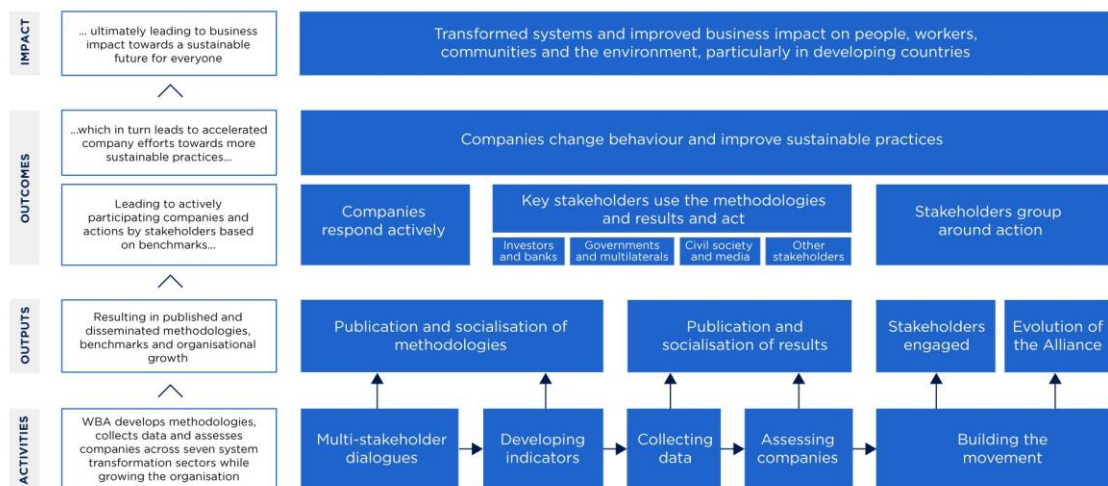 IMPACT
... ultimately leading to business
impact towards a sustainable
future for everyone
Transformed systems and improved business impact on people, workers,
communities and the environment, particularly in developing countries
OUTCOMES
...which in turn leads to accelerated
company efforts towards more
sustainable practices...
Companies change behaviour and improve sustainable practices
Leading to actively
participating companies and
actions by stakeholders based
on benchmarks...
Companies
respond actively
Key stakeholders use the methodologies
and results and act
Investors
and banks
Governments
and multilaterals
Civil society
and media
Other
stakeholders
Stakeholders group
around action
OUTPUTS
Resulting in published and
disseminated methodologies,
benchmarks and organisational
growth
Publication and socialisation of
methodologies
Publication and
socialisation of results
Stakeholders
engaged
Evolution of
the Alliance
ACTIVITIES
WBA develops methodologies,
collects data and assesses
companies across seven system
transformation sectors while
growing the organisation
Multi-stakeholder
dialogues
Developing
indicators
Collecting
data
Assessing
companies
Building the
movement